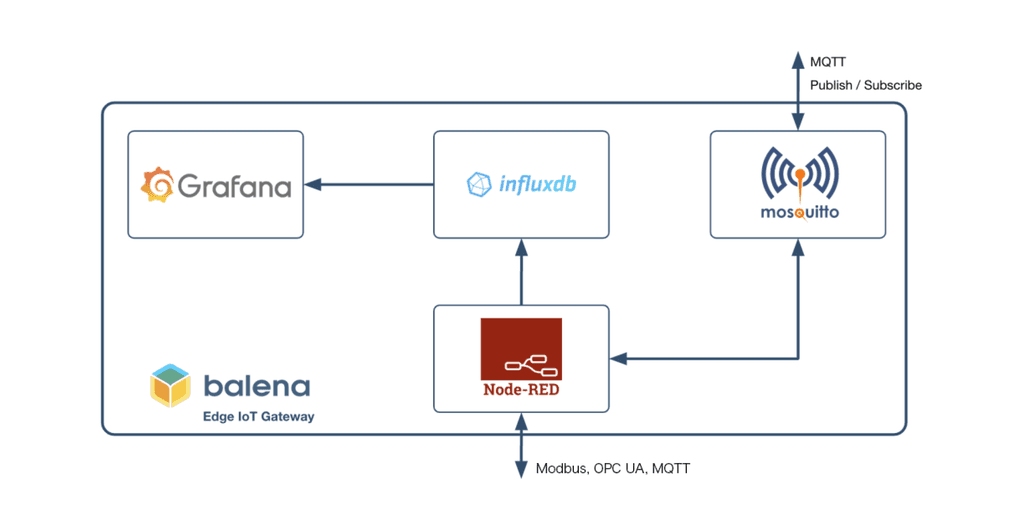 MQTT
Publish / Subscribe
Grafana
influxdb
mosquitto
Node-RED
balena
Edge IoT Gateway
Modbus, OPC UA, MQTT